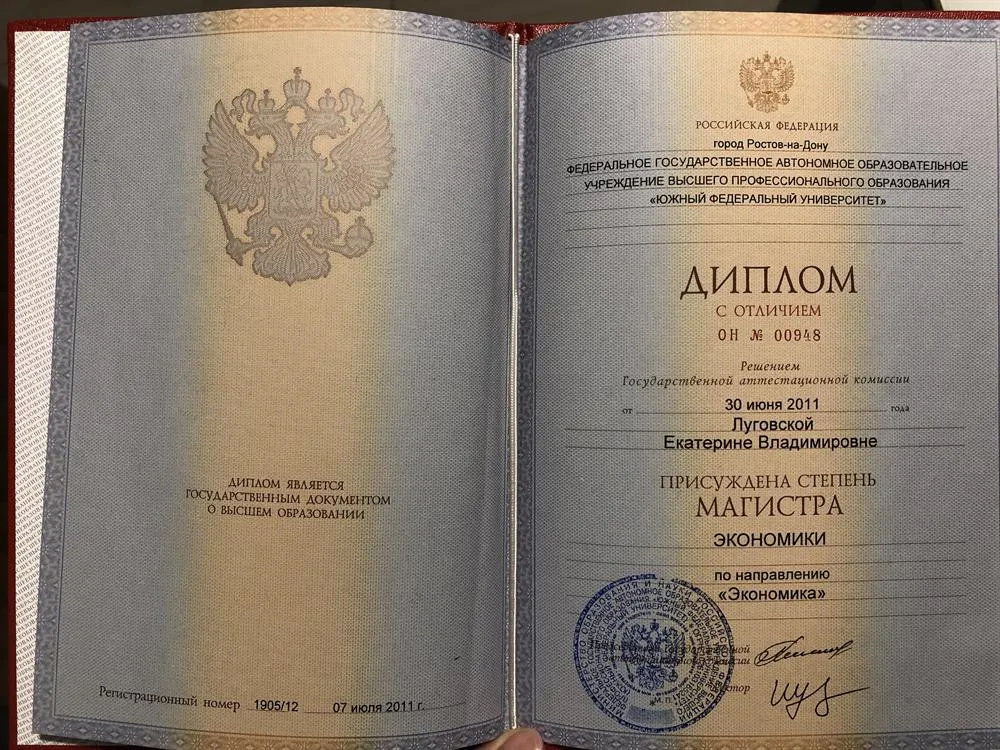 ДИПЛОМ ЯВЛЯЕТСЯ
ГОСУДАРСТВЕННЫМ ДОКУМЕНТОМ
О ВЫСШЕМ ОБРАЗОВАНИИ
Регистрационный номер 1905/12 07 июля 2011 г.
РОССИЙСКАЯ ФЕДЕРАЦИЯ
город Ростов-на-Дону
ФЕДЕРАЛЬНОЕ ГОСУДАРСТВЕННОЕ АВТОНОМНОЕ ОБРАЗОВАТЕЛЬНОЕ
УЧРЕЖДЕНИЕ ВЫСШЕГО ПРОФЕССИОНАЛЬНОГО ОБРАЗОВАНИЯ
«ЮЖНЫЙ ФЕДЕРАЛЬНЫЙ УНИВЕРСИТЕТ»
ДИПЛОМ
С ОТЛИЧИЕМ
ОН № 00948
Решением
Государственной аттестационной комиссии
от 30 июня 2011 года
Луговской
Екатерине Владимировне
ПРИСУЖДЕНА СТЕПЕНЬ
МАГИСТРА
ЭКОНОМИКИ
по направлению
«Экономика»
Государственной
комиссии
М.П.